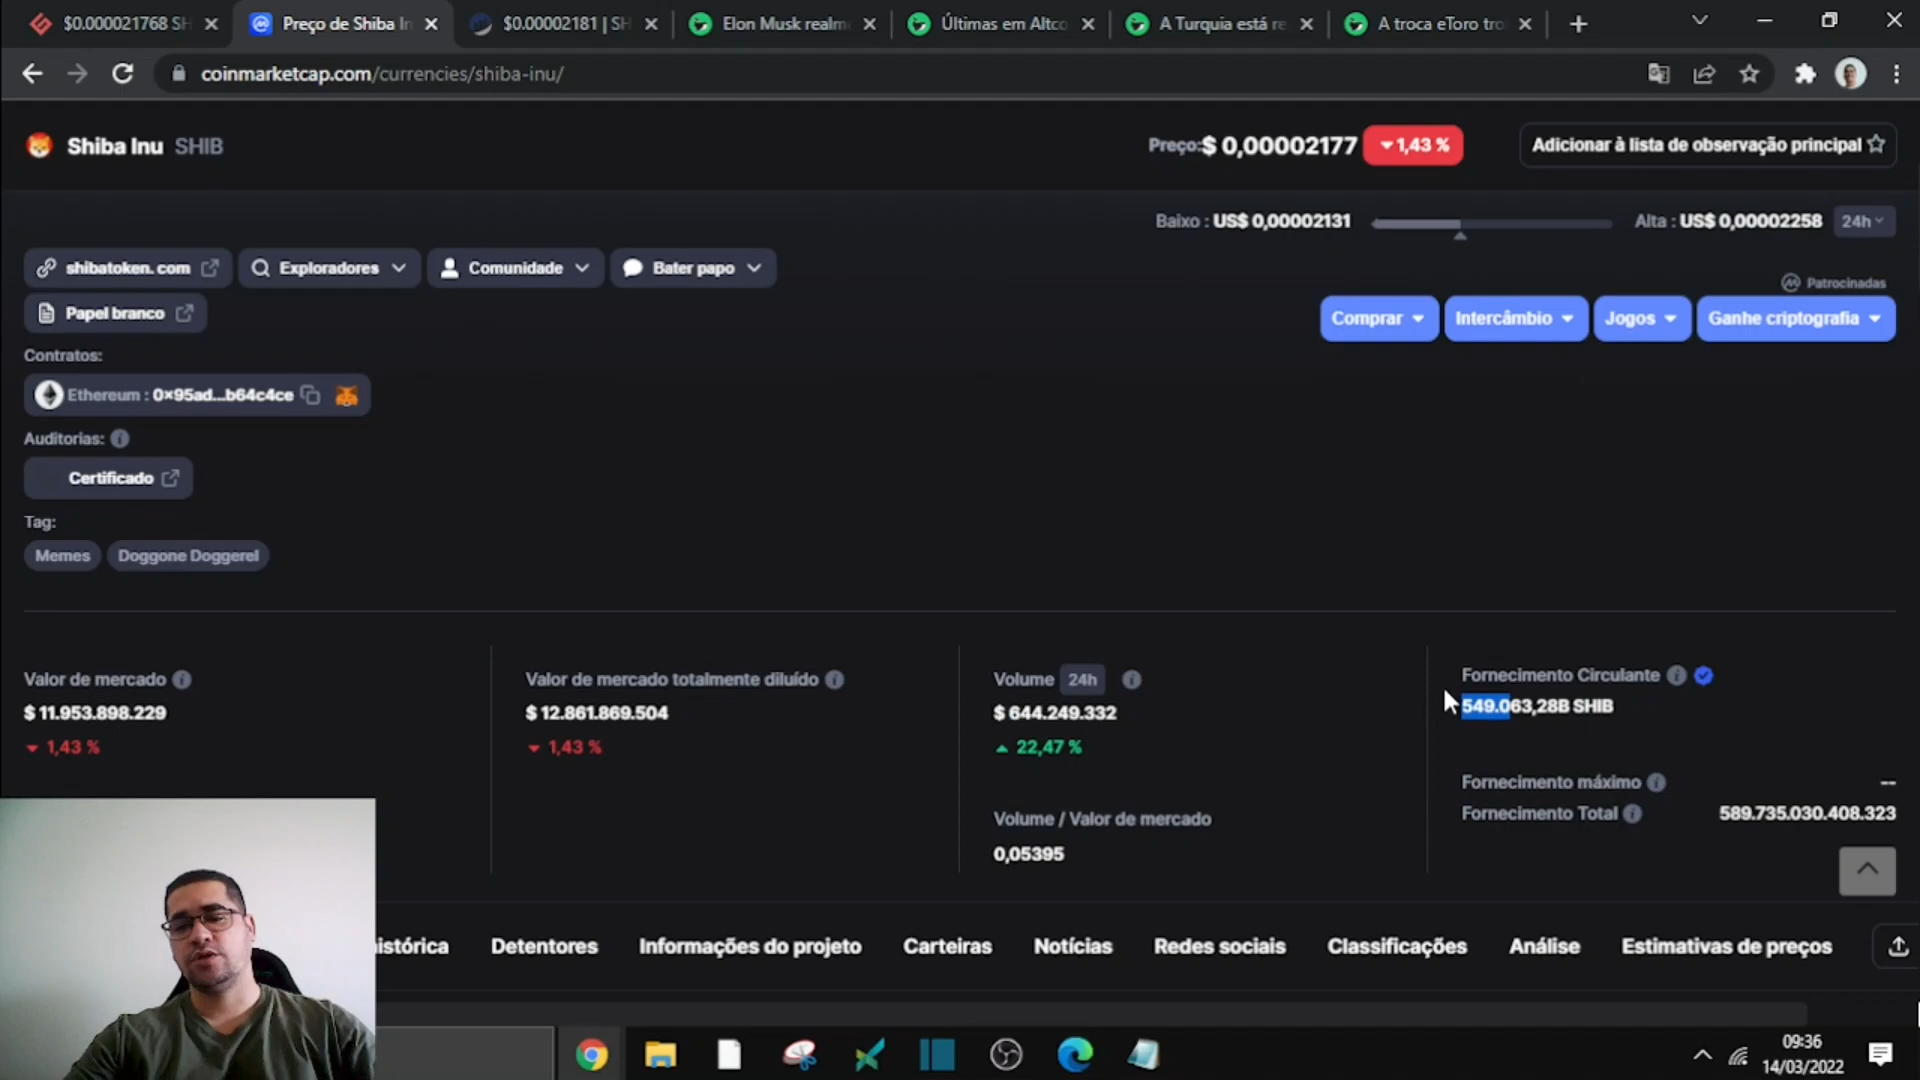 $0.000021768 SH
Preço de Shiba In
$0.00002181 | SH
Elon Musk realm
Últimas em Altco
A Turquia está re
A troca eToro tro
coinmarketcap.com/currencies/shiba-inu/
Shiba Inu SHIB
Preço:$ 0,00002177
1,43 %
Adicionar à lista de observação principal
Baixo : US$ 0,00002131
Alta : US$ 0,00002258
24h
shibatoken. com
Exploradores
Comunidade
Bater papo
Patrocinadas
Papel branco
Comprar
Intercâmbio
Jogos
Ganhe criptografia
Contratos:
Ethereum : 0x95ad...b64c4ce
Auditorias:
Certificado
Tag:
Memes
Doggone Doggerel
Valor de mercado
$ 11.953.898.229
1,43 %
Valor de mercado totalmente diluído
$ 12.861.869.504
1,43 %
Volume 24h
$ 644.249.332
22,47 %
Volume / Valor de mercado
0,05395
Fornecimento Circulante
549.063,28B SHIB
Fornecimento máximo
--
Fornecimento Total
589.735.030.408.323
istórica
Detentores
Informações do projeto
Carteiras
Notícias
Redes sociais
Classificações
Análise
Estimativas de preços
09:36
14/03/2022